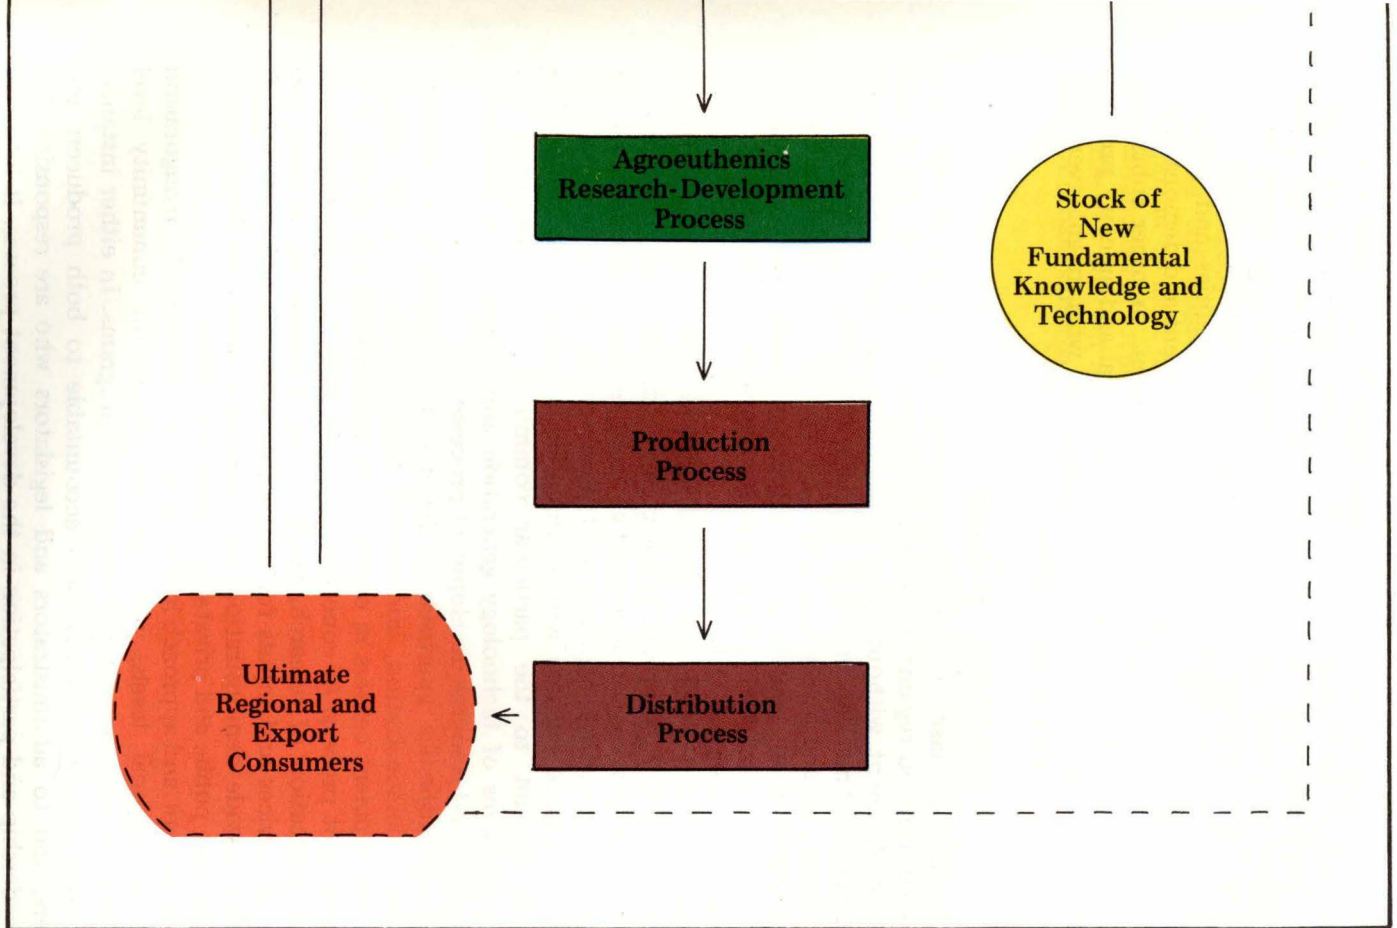 Agroeuthenics
Research-Development
Process
Stock of
New
Fundamental
Knowledge and
Technology
Production
Process
Ultimate
Regional and
Export
Consumers
Distribution
Process